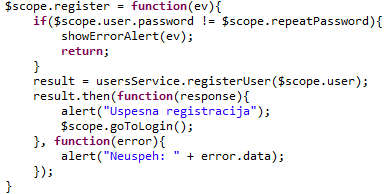 $scope.register = function(ev){
    if($scope.user.password != $scope.repeatPassword){
        showErrorAlert(ev);
        return;
    }
    result = usersService.registerUser($scope.user);
    result.then(function(response){
        alert("Uspesna registracija");
        $scope.goToLogin();
    }, function(error){
        alert("Neuspeh: " + error.data);
    });
}